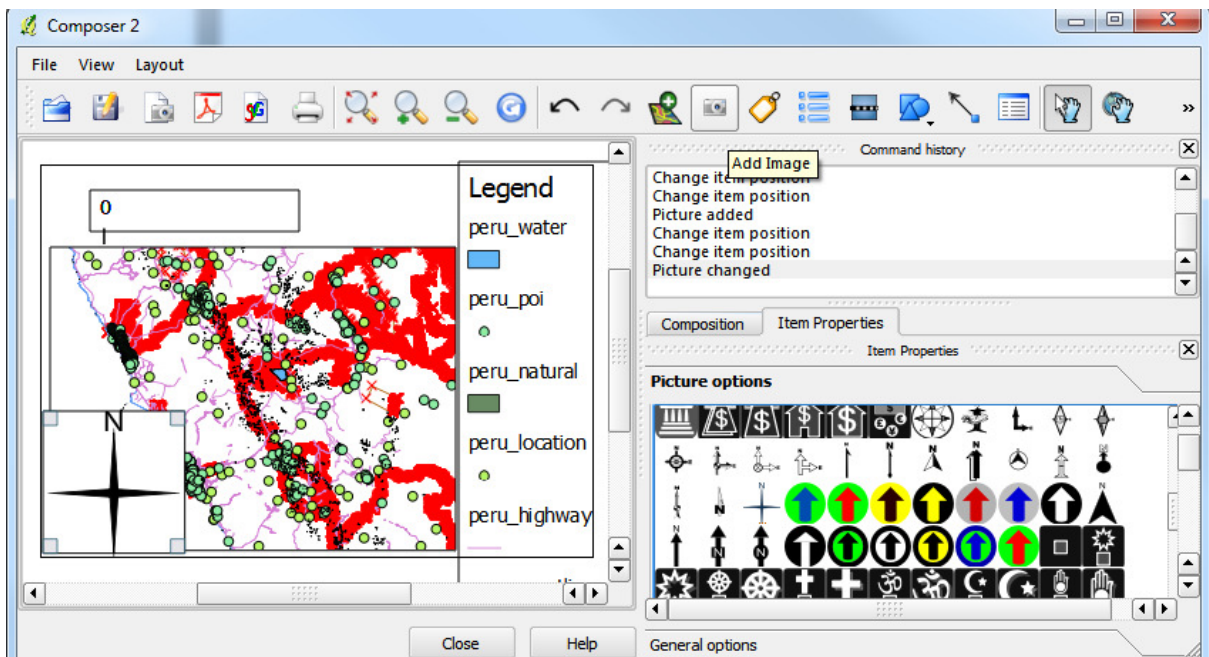 Composer 2
File View Layout
Add Image
0
Legend
peru_water
peru_poi
peru_natural
peru_location
peru_highway
N
Command history
Change item position
Change item position
Picture added
Change item position
Change item position
Picture changed
Composition Item Properties
Item Properties
Picture options
General options
Close Help